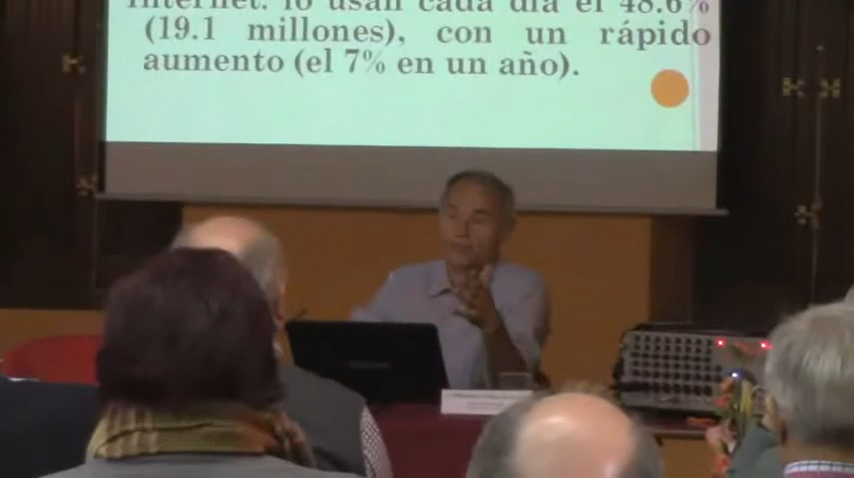 Internet: lo usan cada día el 48.6%
(19.1 millones), con un rápido
aumento (el 7% en un año).